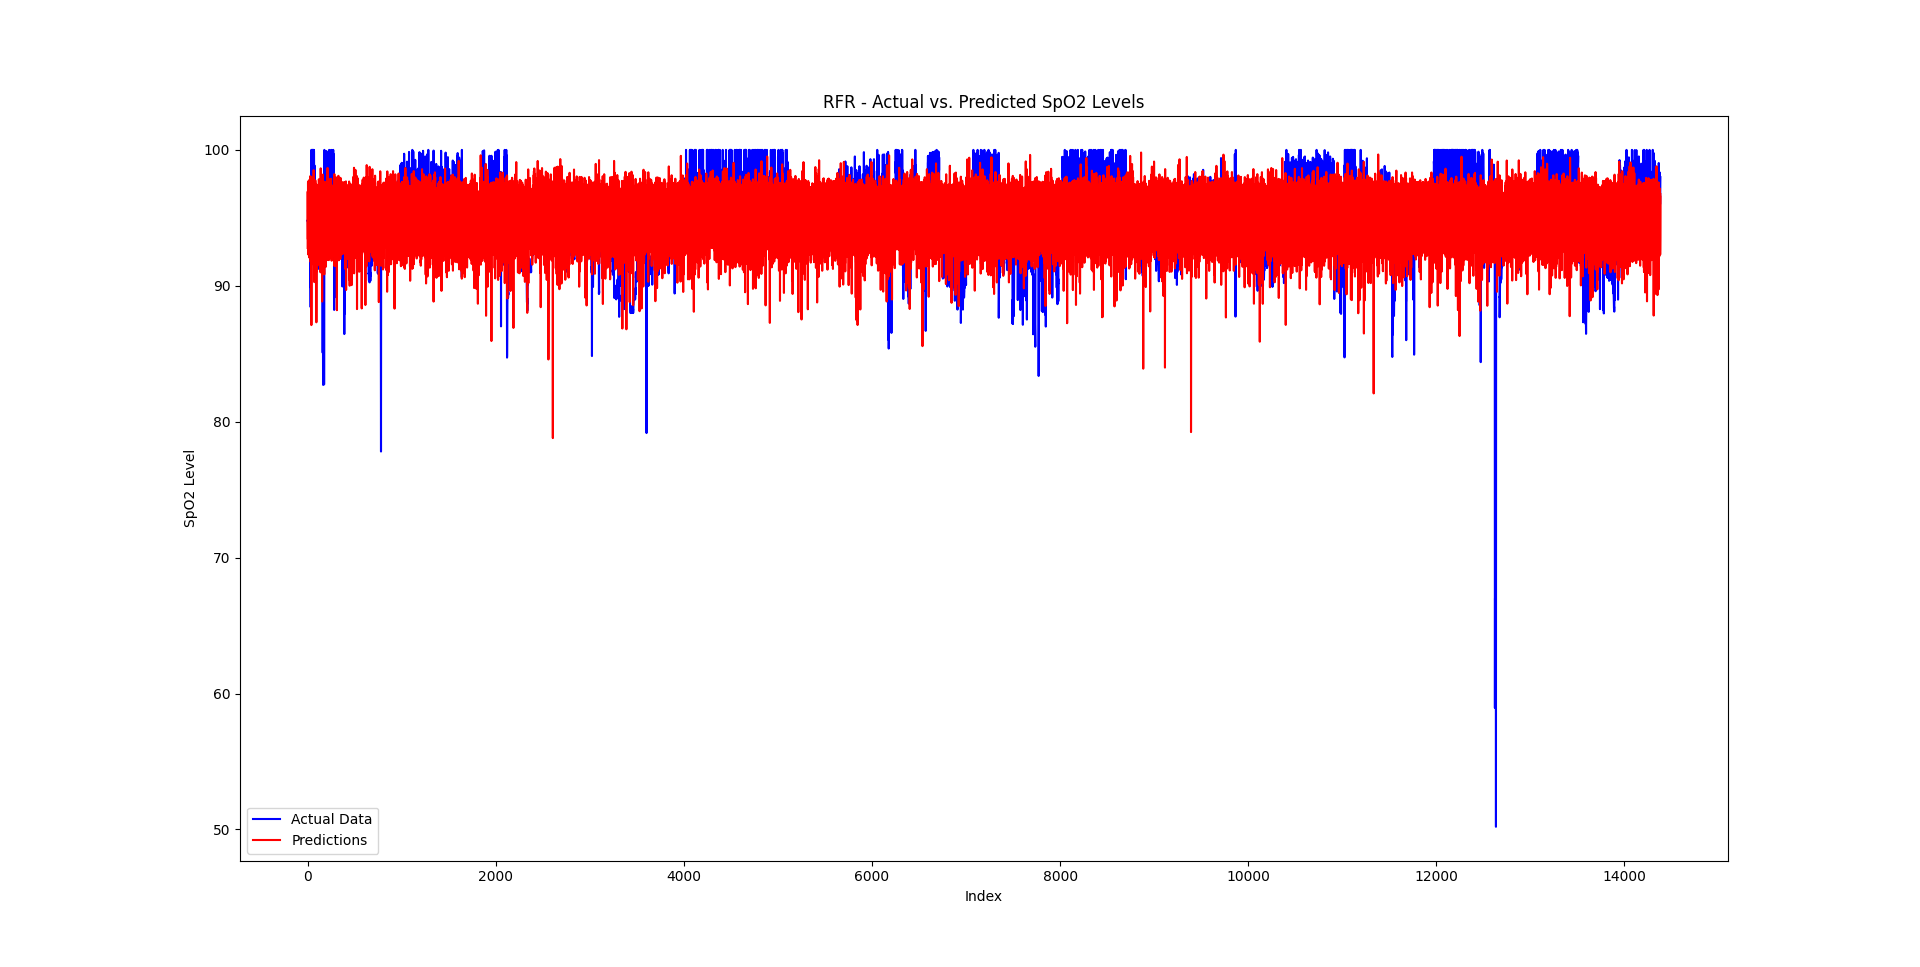 RFR - Actual vs. Predicted SpO2 Levels
100
90
80
70
60
50
SpO2 Level
Actual Data
Predictions
0 2000 4000 6000 8000 10000 12000 14000
Index